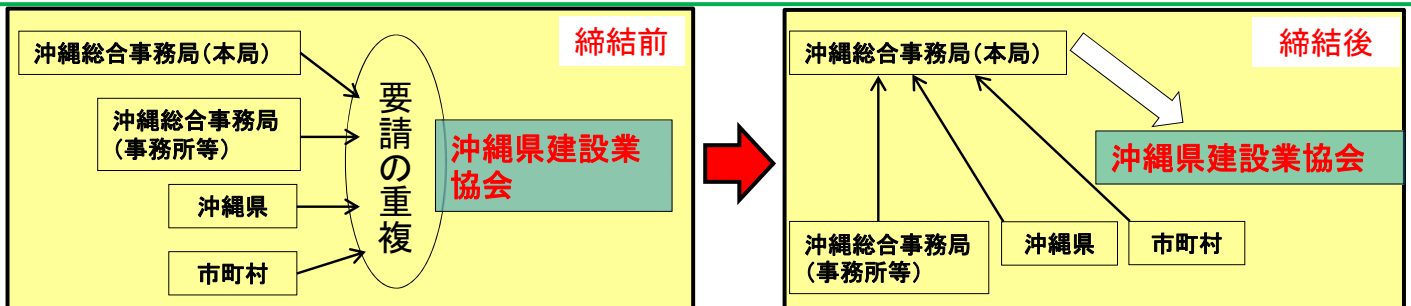 締結前
沖縄総合事務局（本局）
沖縄総合事務局
（事務所等）
沖縄県
市町村
要請の重複
沖縄県建設業
協会
締結後
沖縄総合事務局（本局）
沖縄県建設業協会
沖縄総合事務局
（事務所等）
沖縄県
市町村